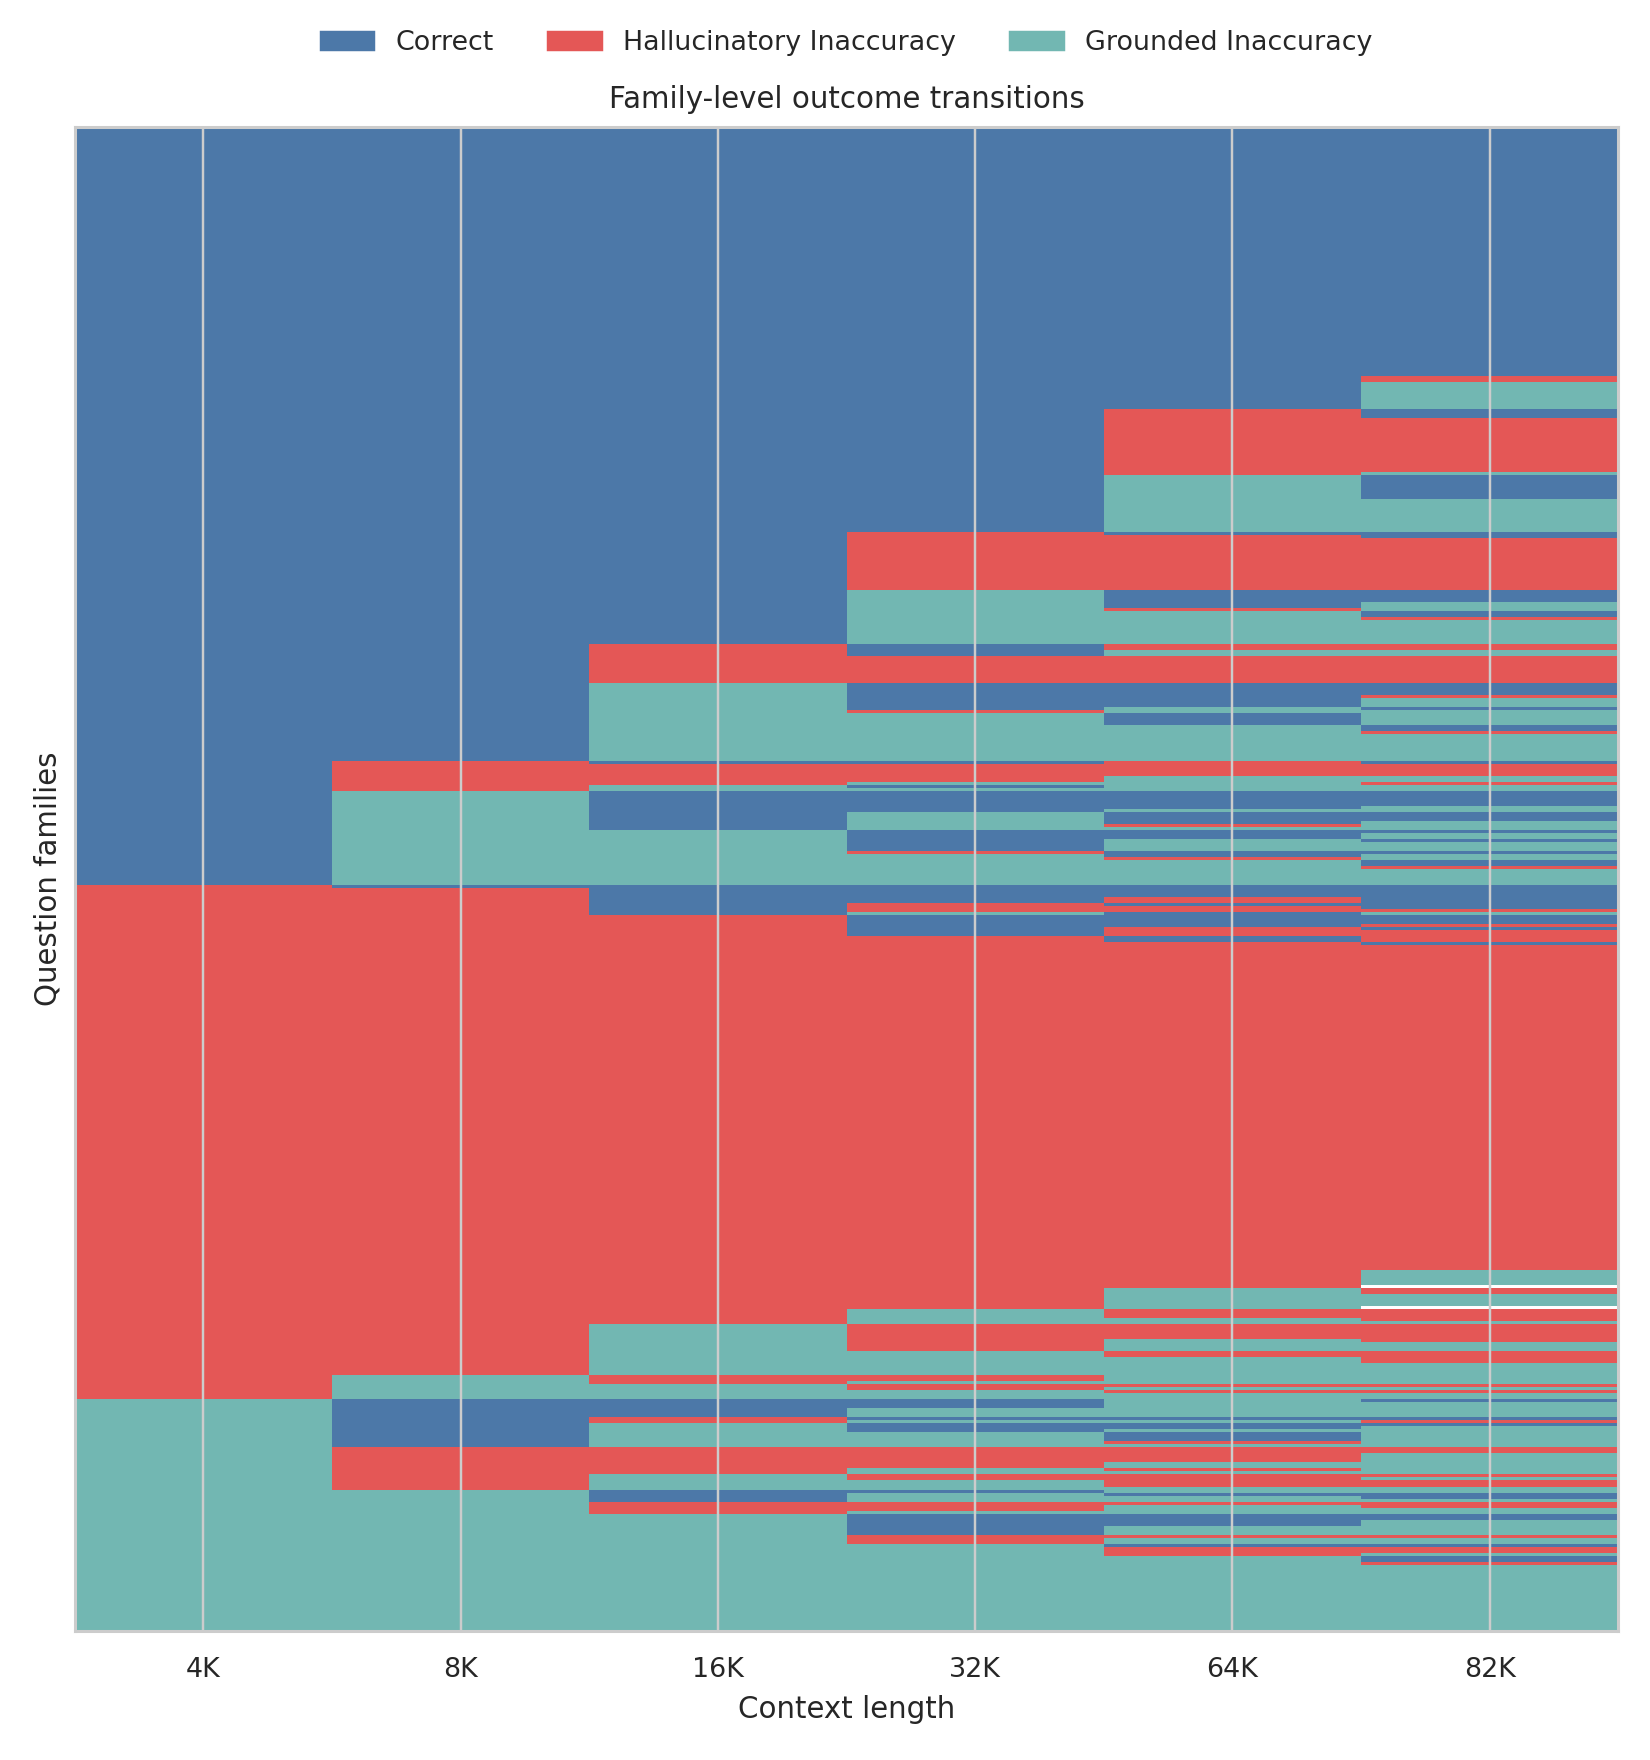 Correct Hallucinatory Inaccuracy Grounded Inaccuracy
Family-level outcome transitions
Question families
4K 8K 16K 32K 64K 82K
Context length